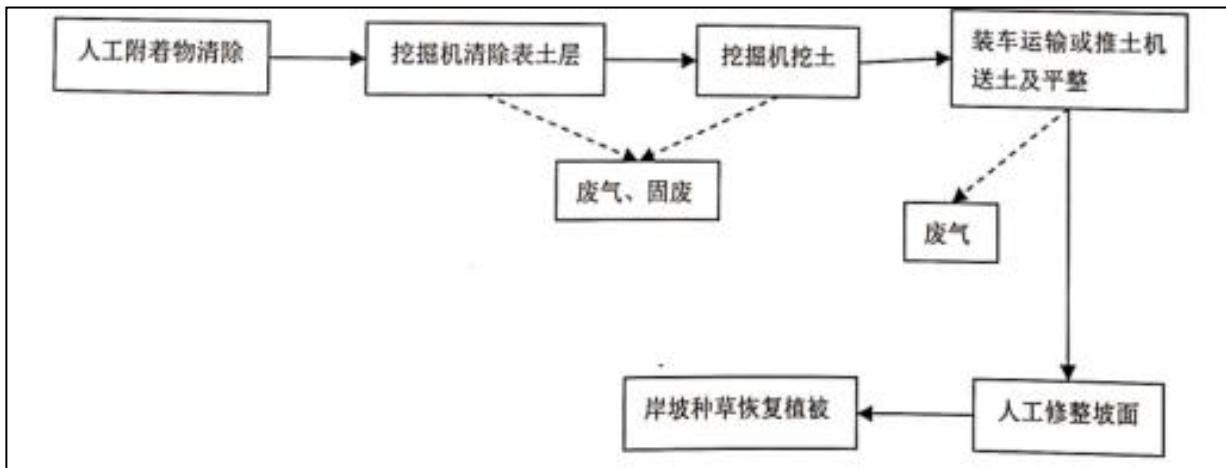 人工附着物清除
挖掘机清除表土层
挖掘机挖土
装车运输或推土机
送土及平整
废气、固废
废气
岸坡种草恢复植被
人工修整坡面